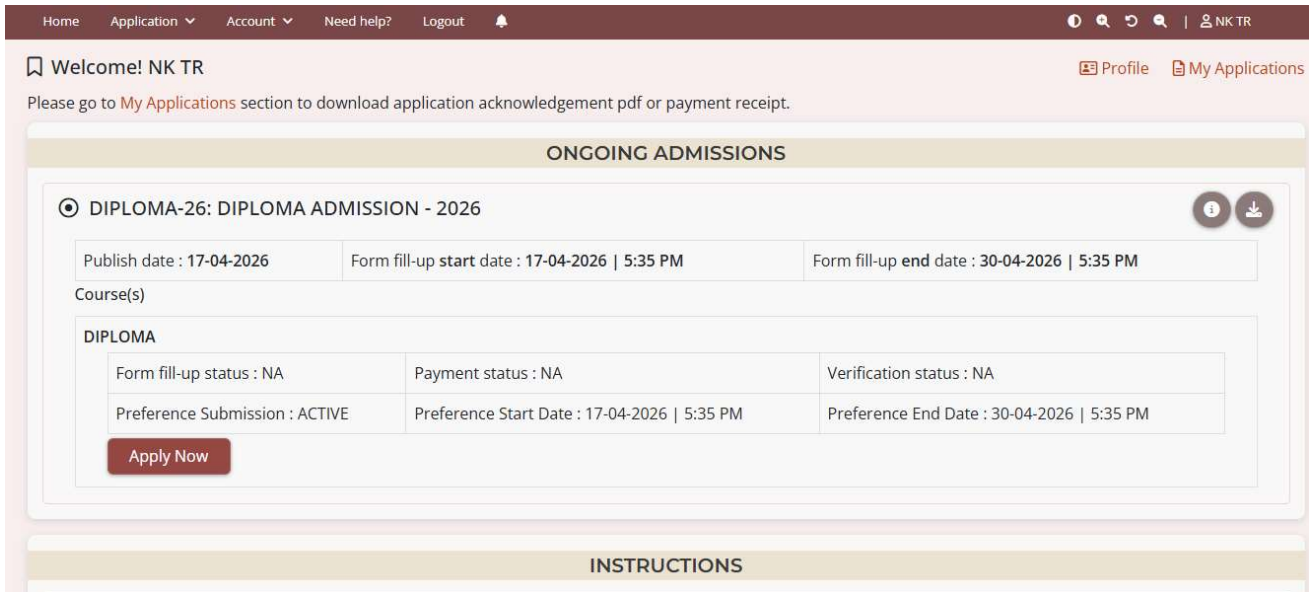 Home Application Account Need help? Logout | NK TR
Welcome! NK TR Profile My Applications
Please go to My Applications section to download application acknowledgement pdf or payment receipt.
ONGOING ADMISSIONS
DIPLOMA-26: DIPLOMA ADMISSION - 2026
Publish date : 17-04-2026 Form fill-up start date : 17-04-2026 | 5:35 PM Form fill-up end date : 30-04-2026 | 5:35 PM
Course(s)
DIPLOMA
Form fill-up status : NA Payment status : NA Verification status : NA
Preference Submission : ACTIVE Preference Start Date : 17-04-2026 | 5:35 PM Preference End Date : 30-04-2026 | 5:35 PM
Apply Now
INSTRUCTIONS